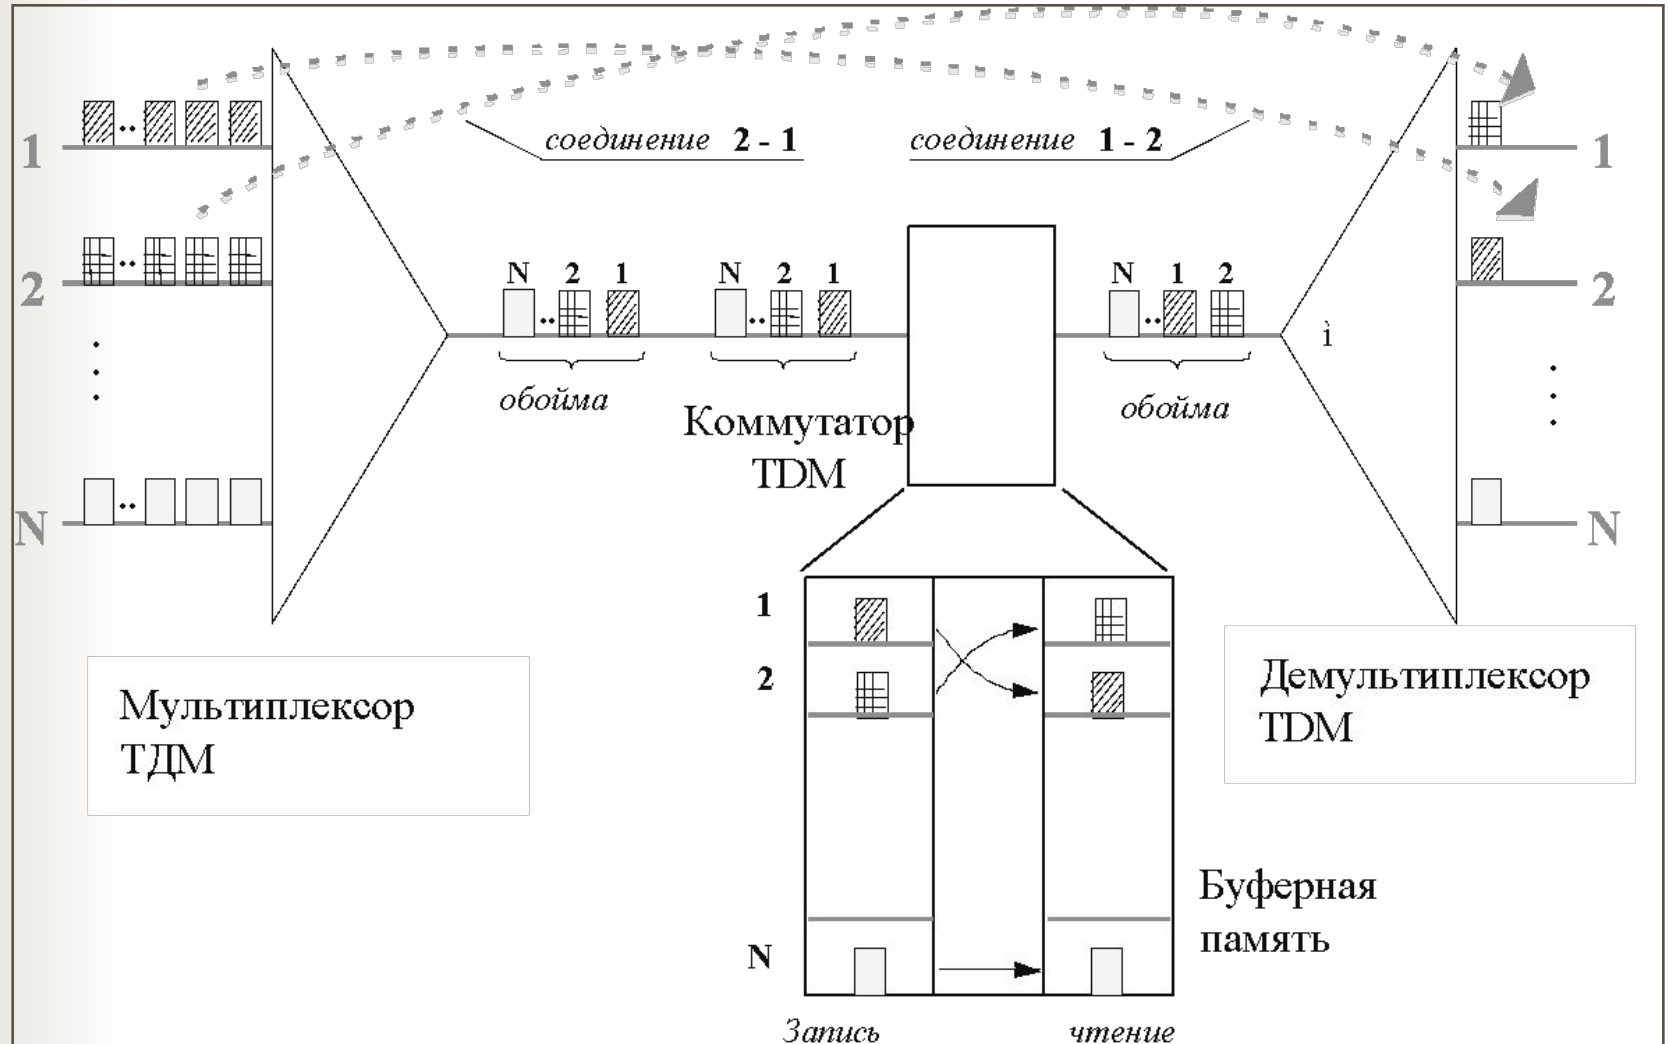 соединение 2 - 1
соединение 1 - 2
1
1
2
2
N 2 1
N 2 1
N 1 2
ì
обойма
обойма
Коммутатор
TDM
N
N
1
2
Мультиплексор
ТДМ
Демультиплексор
TDM
Буферная
память
N
Запись
чтение